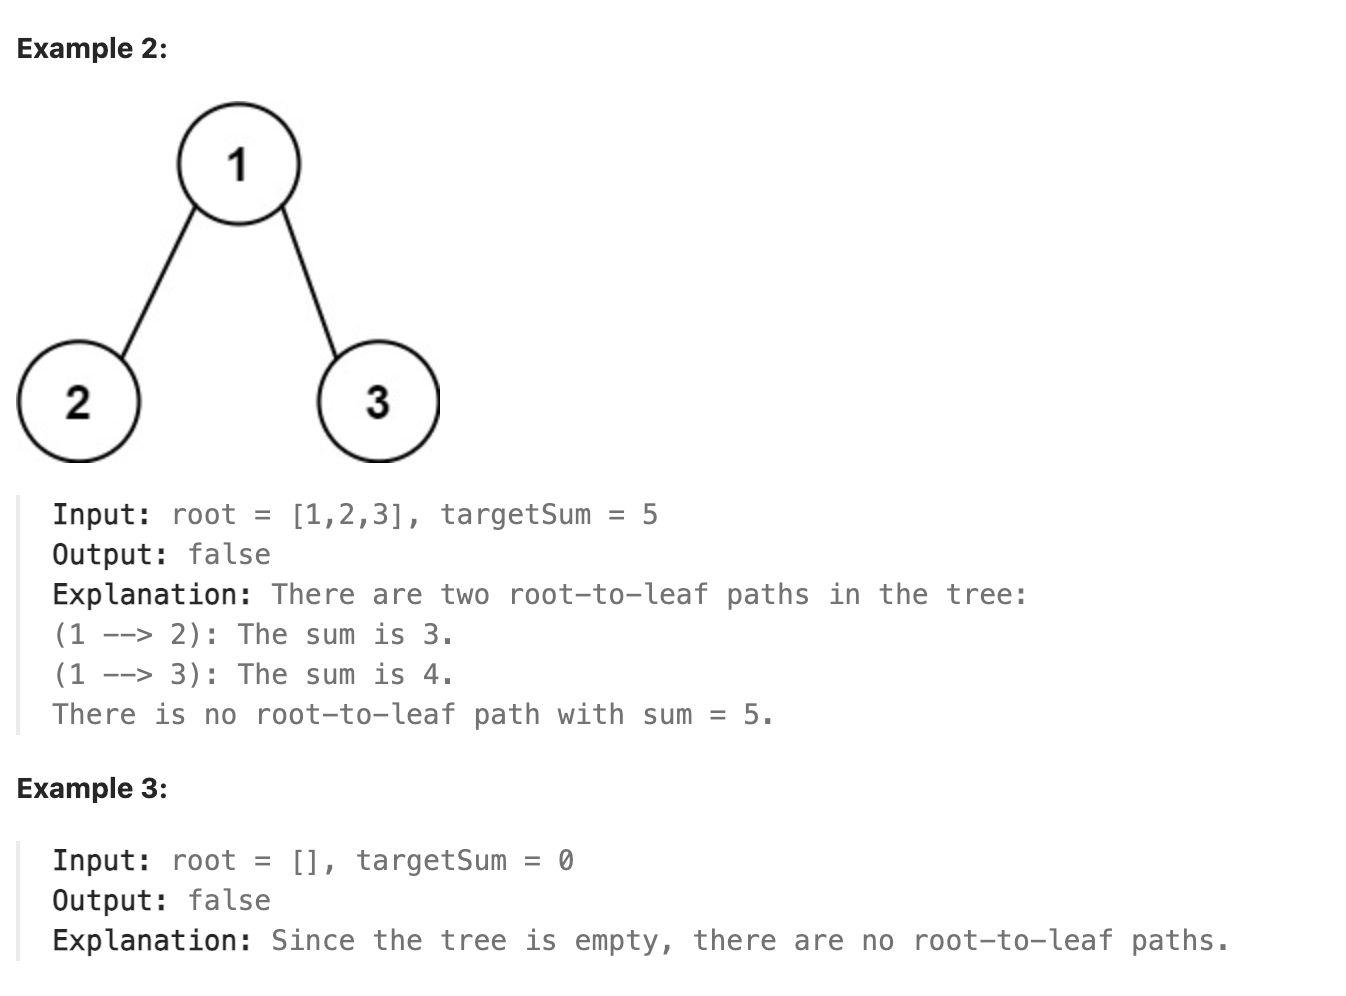 Example 2:
1
2
3
Input: root = [1,2,3], targetSum = 5
Output: false
Explanation: There are two root-to-leaf paths in the tree:
(1 --> 2): The sum is 3.
(1 --> 3): The sum is 4.
There is no root-to-leaf path with sum = 5.
Example 3:
Input: root = [], targetSum = 0
Output: false
Explanation: Since the tree is empty, there are no root-to-leaf paths.